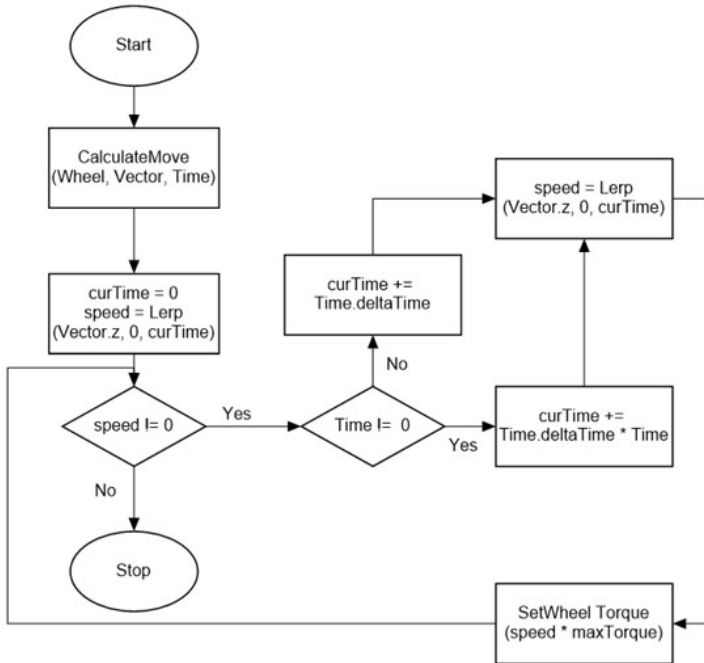 Start
CalculateMove
(Wheel, Vector, Time)
curTime = 0
speed = Lerp
(Vector.z, 0, curTime)
speed != 0
Yes
No
Stop
Time != 0
No
Yes
curTime +=
Time.deltaTime
curTime +=
Time.deltaTime * Time
speed = Lerp
(Vector.z, 0, curTime)
SetWheel Torque
(speed * maxTorque)